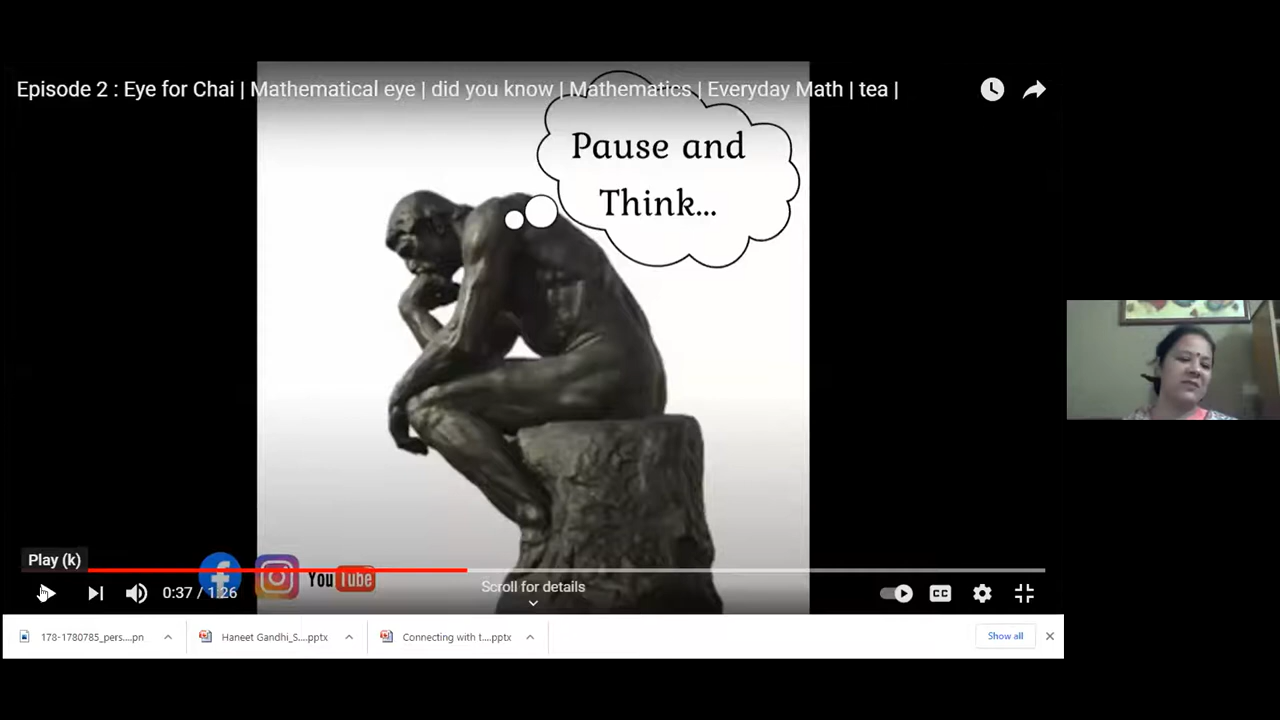 Episode 2 : Eye for Chai | Mathematical eye | did you know | Mathematics | Everyday Math | tea |
Pause and
Think...
Play (k)
YouTube
0:37 / 1:26
Scroll for details
CC
178-1780785_pers....pn
Haneet Gandhi_S....pptx
Connecting with t....pptx
Show all